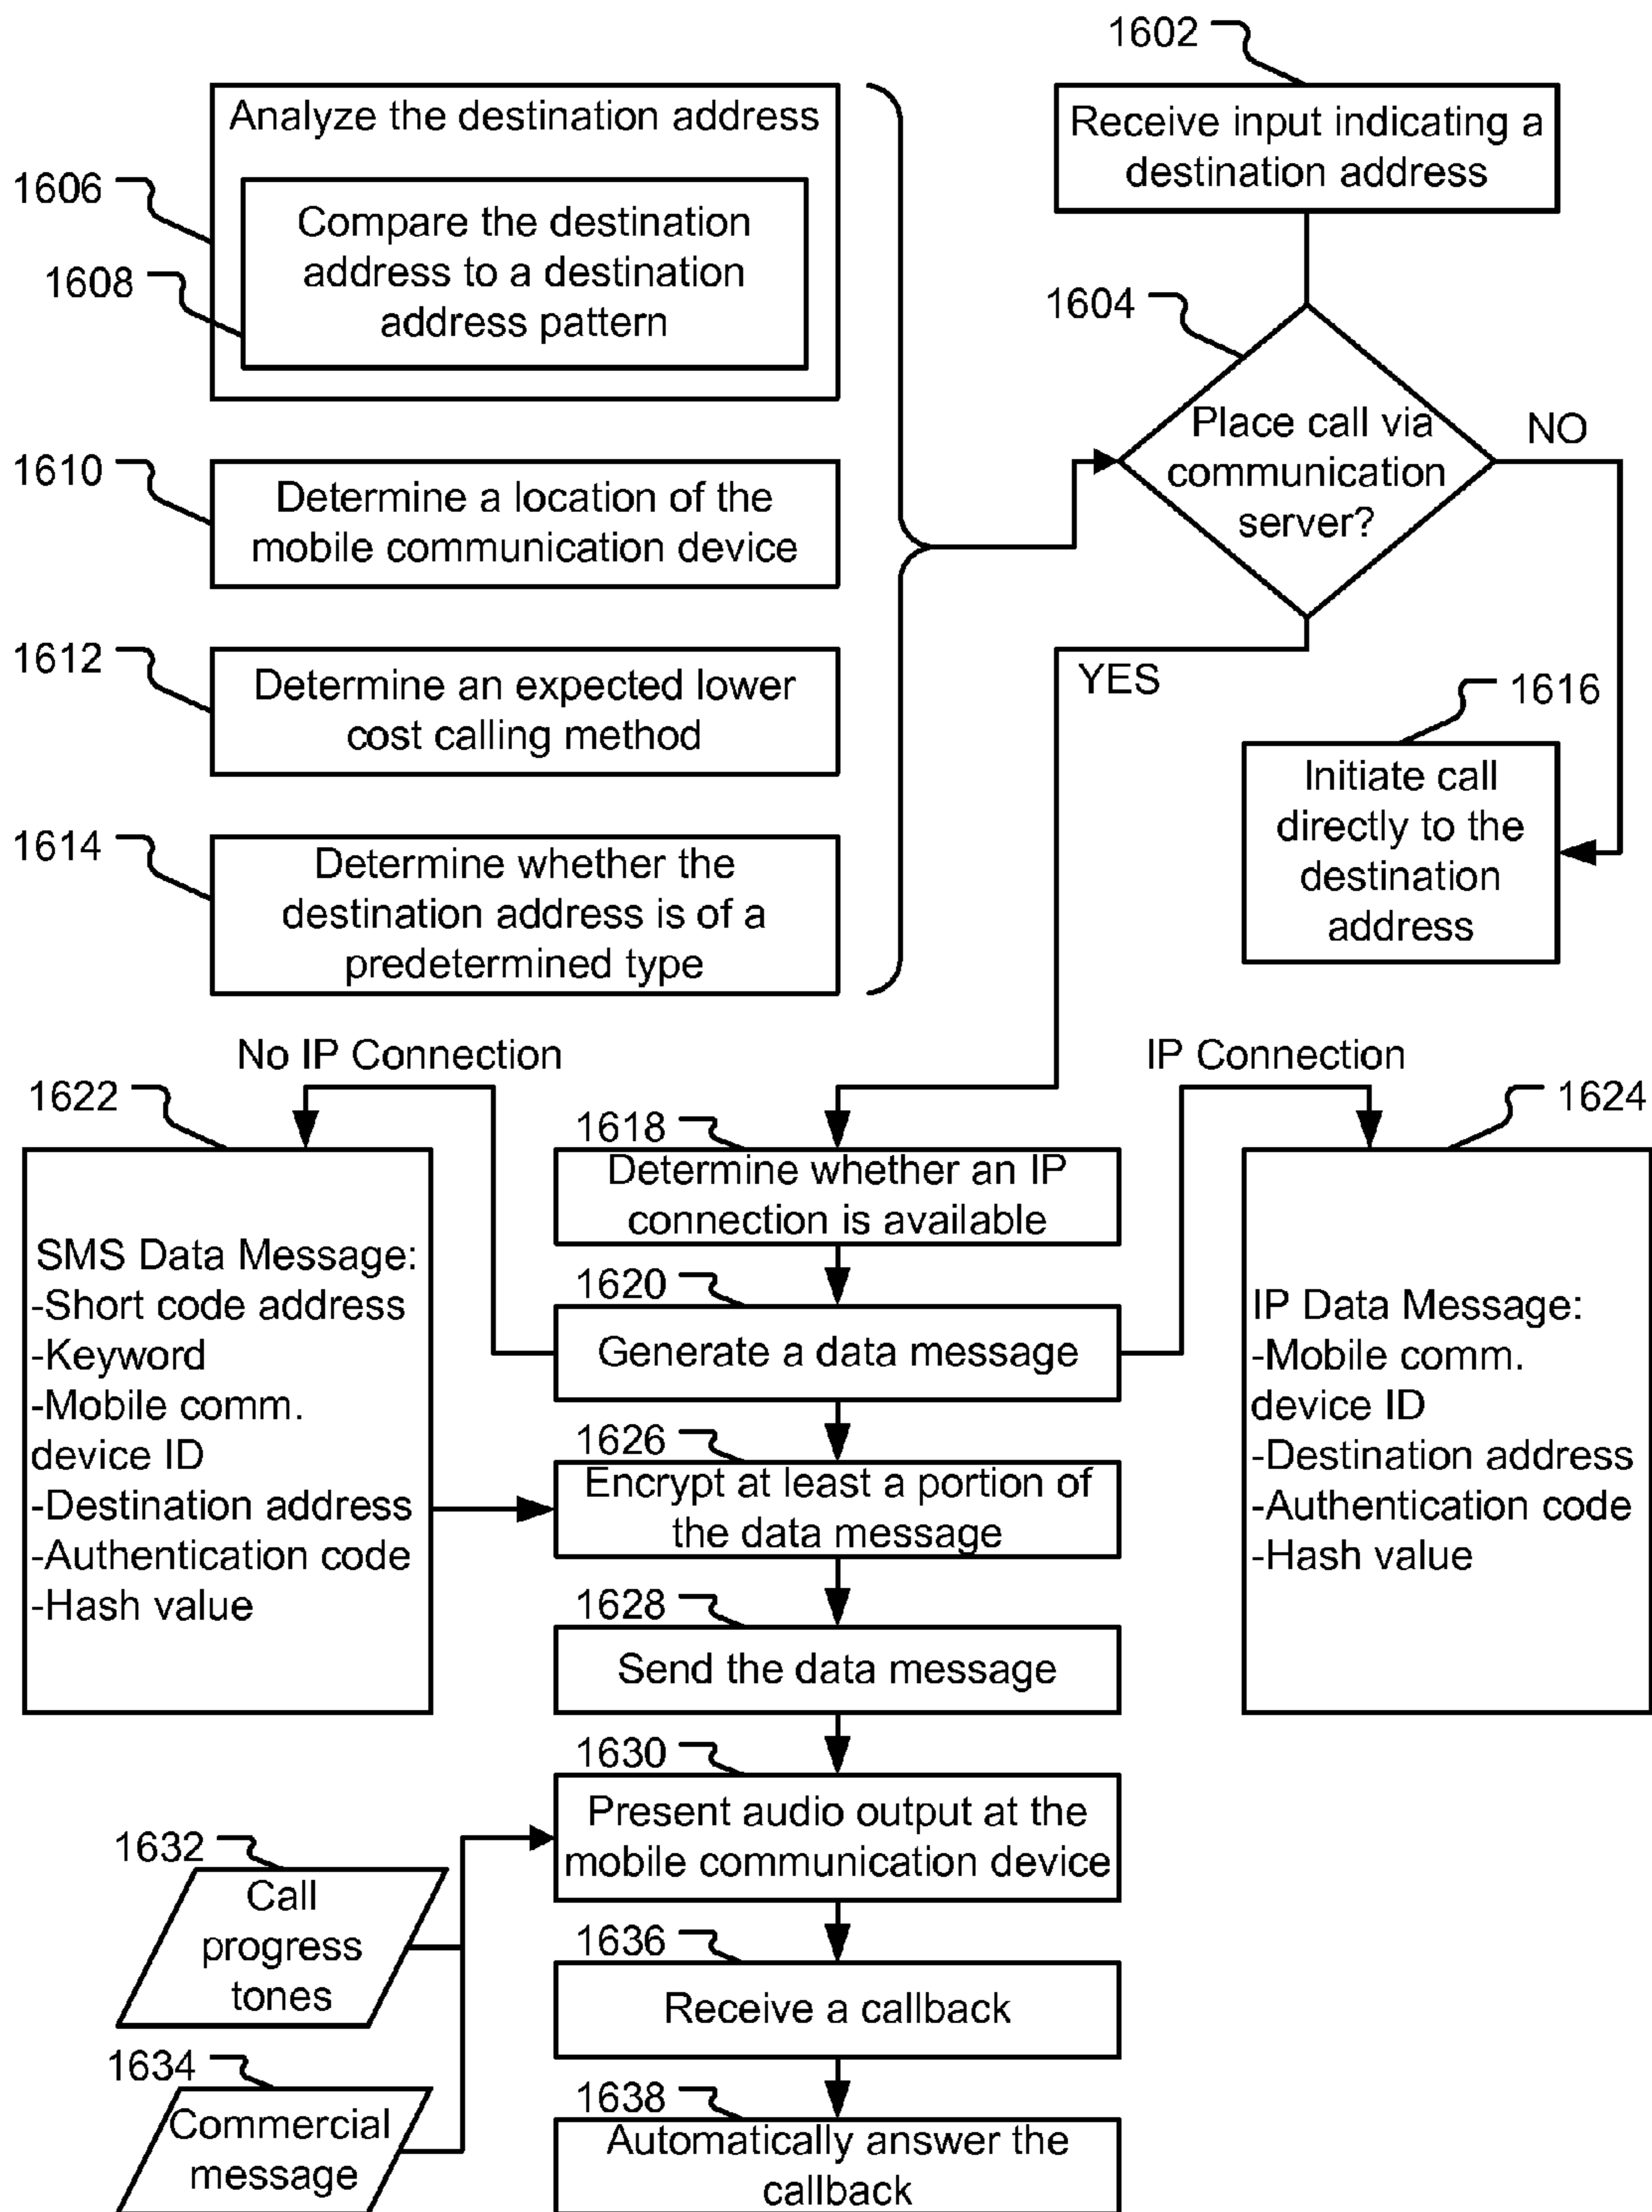 1602
Receive input indicating a
destination address
Analyze the destination address
1606
Compare the destination
address to a destination
address pattern
1608
1604
Place call via
communication
server?
NO
YES
1610
Determine a location of the
mobile communication device
1612
Determine an expected lower
cost calling method
1614
Determine whether the
destination address is of a
predetermined type
1616
Initiate call
directly to the
destination
address
No IP Connection
IP Connection
1618
Determine whether an IP
connection is available
1620
Generate a data message
1622
SMS Data Message:
-Short code address
-Keyword
-Mobile comm.
device ID
-Destination address
-Authentication code
-Hash value
1624
IP Data Message:
-Mobile comm.
device ID
-Destination address
-Authentication code
-Hash value
1626
Encrypt at least a portion of
the data message
1628
Send the data message
1630
Present audio output at the
mobile communication device
1632
Call
progress
tones
1634
Commercial
message
1636
Receive a callback
1638
Automatically answer the
callback